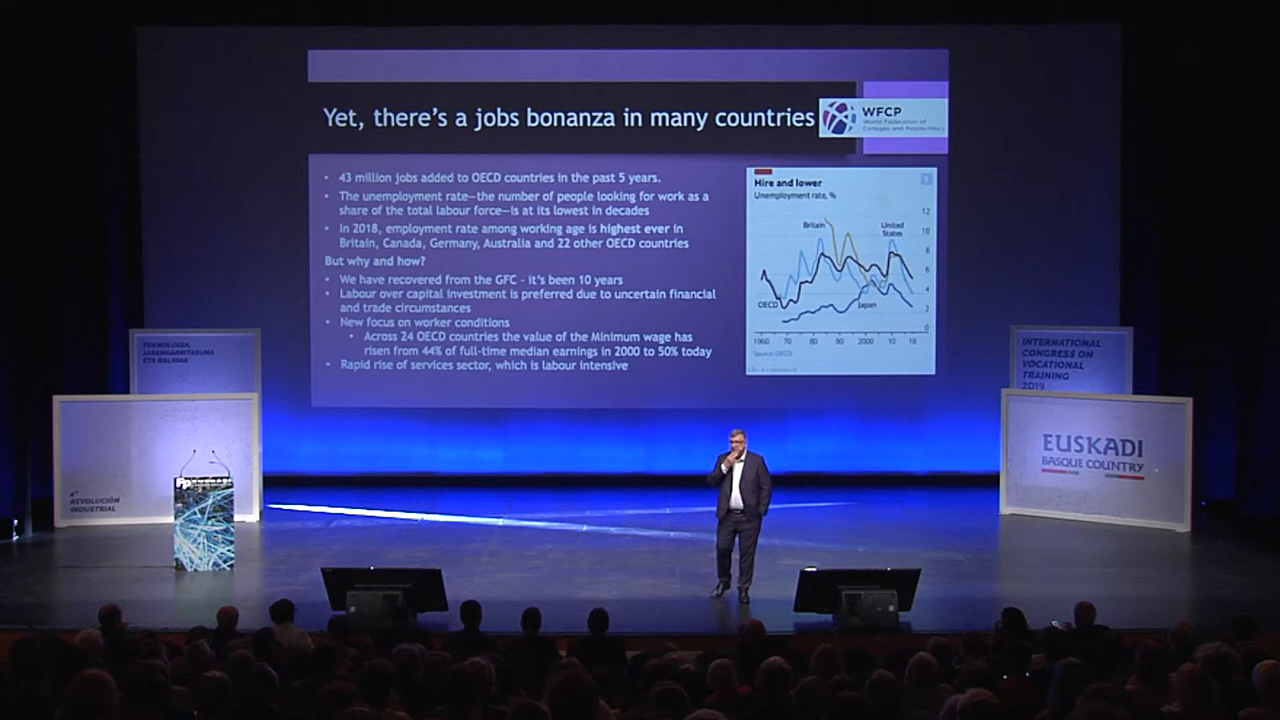 Yet, there's a jobs bonanza in many countries
WFCP
World Federation of
Colleges and Polytechnics
• 43 million jobs added to OECD countries in the past 5 years.
• The unemployment rate—the number of people looking for work as a
share of the total labour force—is at its lowest in decades
• In 2018, employment rate among working age is highest ever in
Britain, Canada, Germany, Australia and 22 other OECD countries
But why and how?
• We have recovered from the GFC - it's been 10 years
• Labour over capital investment is preferred due to uncertain financial
and trade circumstances
• New focus on worker conditions
• Across 24 OECD countries the value of the Minimum wage has
risen from 44% of full-time median earnings in 2000 to 50% today
• Rapid rise of services sector, which is labour intensive
Hire and lower
1
Unemployment rate, %
12
Britain
United
States
10
8
6
OECD
Japan
4
2
0
1960 70 80 90 2000 10 18
Source: OECD
TEKNOLOGIA,
JASANGARRITASUNA
ETA BALIOAK
4ª
REVOLUCIÓN
INDUSTRIAL
INTERNATIONAL
CONGRESS ON
VOCATIONAL
TRAINING
2019
EUSKADI
BASQUE COUNTRY
Fp EUSKADI